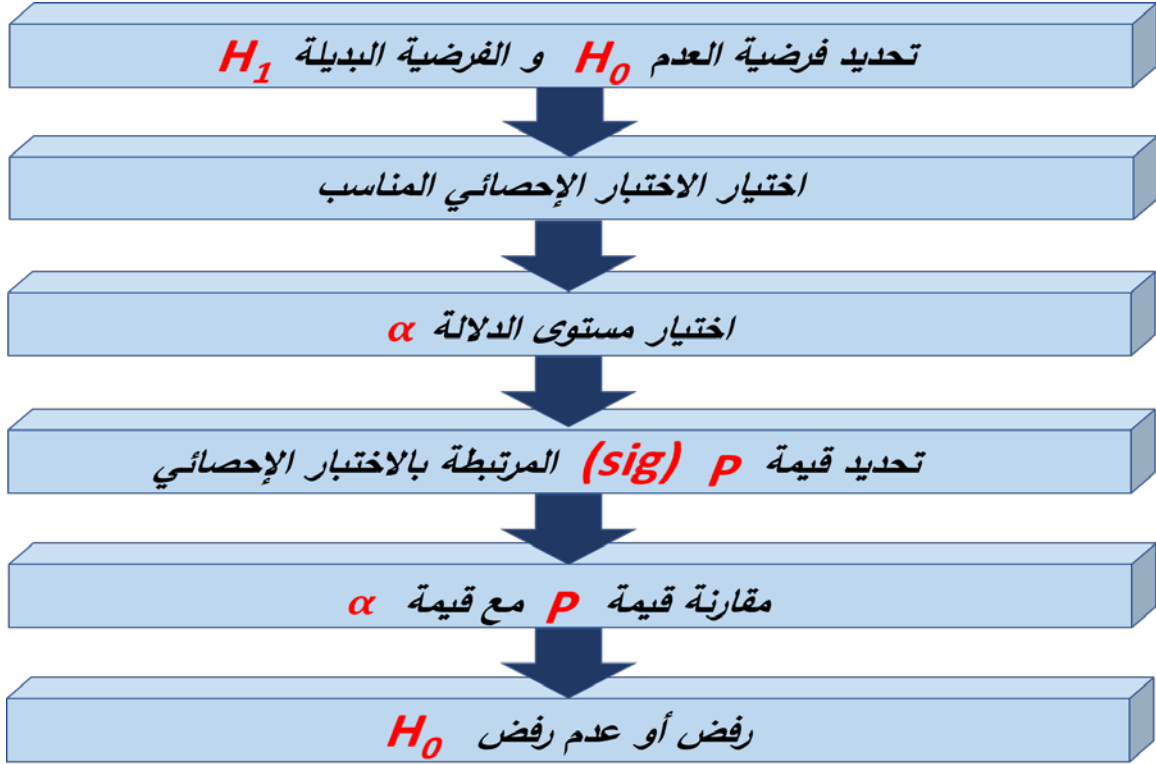 تحديد فرضية العدم H₀ و الفرضية البديلة H₁
اختيار الاختبار الإحصائي المناسب
اختيار مستوى الدلالة α
تحديد قيمة P (sig) المرتبطة بالاختبار الإحصائي
مقارنة قيمة P مع قيمة α
رفض أو عدم رفض H₀